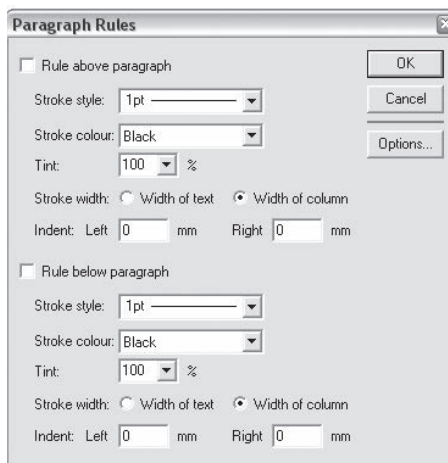 Paragraph Rules
Rule above paragraph
OK
Stroke style: 1pt
Cancel
Stroke colour: Black
Options...
Tint: 100 %
Stroke width: Width of text Width of column
Indent: Left 0 mm Right 0 mm
Rule below paragraph
Stroke style: 1pt
Stroke colour: Black
Tint: 100 %
Stroke width: Width of text Width of column
Indent: Left 0 mm Right 0 mm